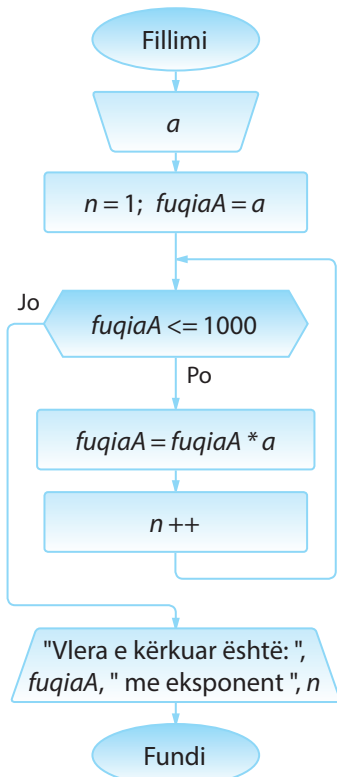 Fillimi
a
n = 1; fuqiaA = a
Jo
fuqiaA <= 1000
Po
fuqiaA = fuqiaA * a
n ++
"Vlera e kërkuar është: ",
fuqiaA, " me eksponent ", n
Fundi